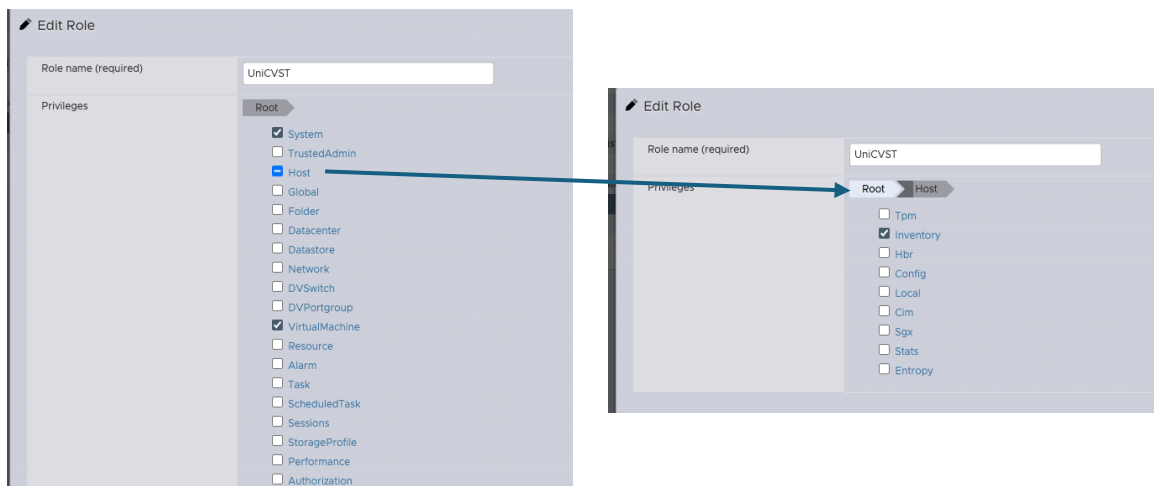 Edit Role
Role name (required)
UniCVST
Privileges
Root
System
TrustedAdmin
Host
Global
Folder
Datacenter
Datastore
Network
DVSwitch
DVPortgroup
VirtualMachine
Resource
Alarm
Task
ScheduledTask
Sessions
StorageProfile
Performance
Authorization
Edit Role
is
Role name (required)
UniCVST
Privileges
Root Host
Tpm
Inventory
Hbr
Config
Local
Cim
Sgx
Stats
Entropy